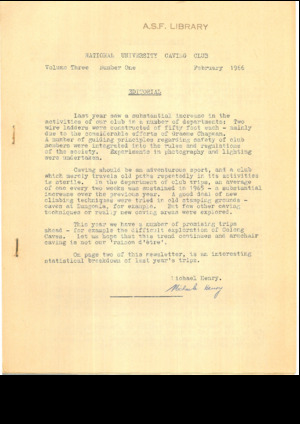 A.S.F. LIBRARY
NATIONAL UNIVERSITY CAVING CLUB
Volume Three Number One February 1966
EDITORIAL
Last year saw a substantial increase in the
activities of our club in a number of departments: Two
wire ladders were constructed of fifty feet each - mainly
due to the considerable efforts of Graeme Chapman.
A number of guiding principles regarding safety of club
members were integrated into the rules and regulations
of the society. Experiments in photography and lighting
were undertaken.
Caving should be an adventurous sport, and a club
which merely travels old paths repeatedly in its activities
is sterile. In the department of club trips, an average
of one every two weeks was sustained in 1965 - a substantial
increase over the previous year. A good deal of new
climbing techniques were tried in old stamping grounds -
caves at Bungonia, for example. But few other caving
techniques or really new caving areas were explored.
This year we have a number of promising trips
ahead - for example the difficult exploration of Colong
Caves. Let us hope that this trend continues and armchair
caving is not our 'raison d'etre'.
On page two of this newsletter, is an interesting
statistical breakdown of last year's trips.
Michael Henry.